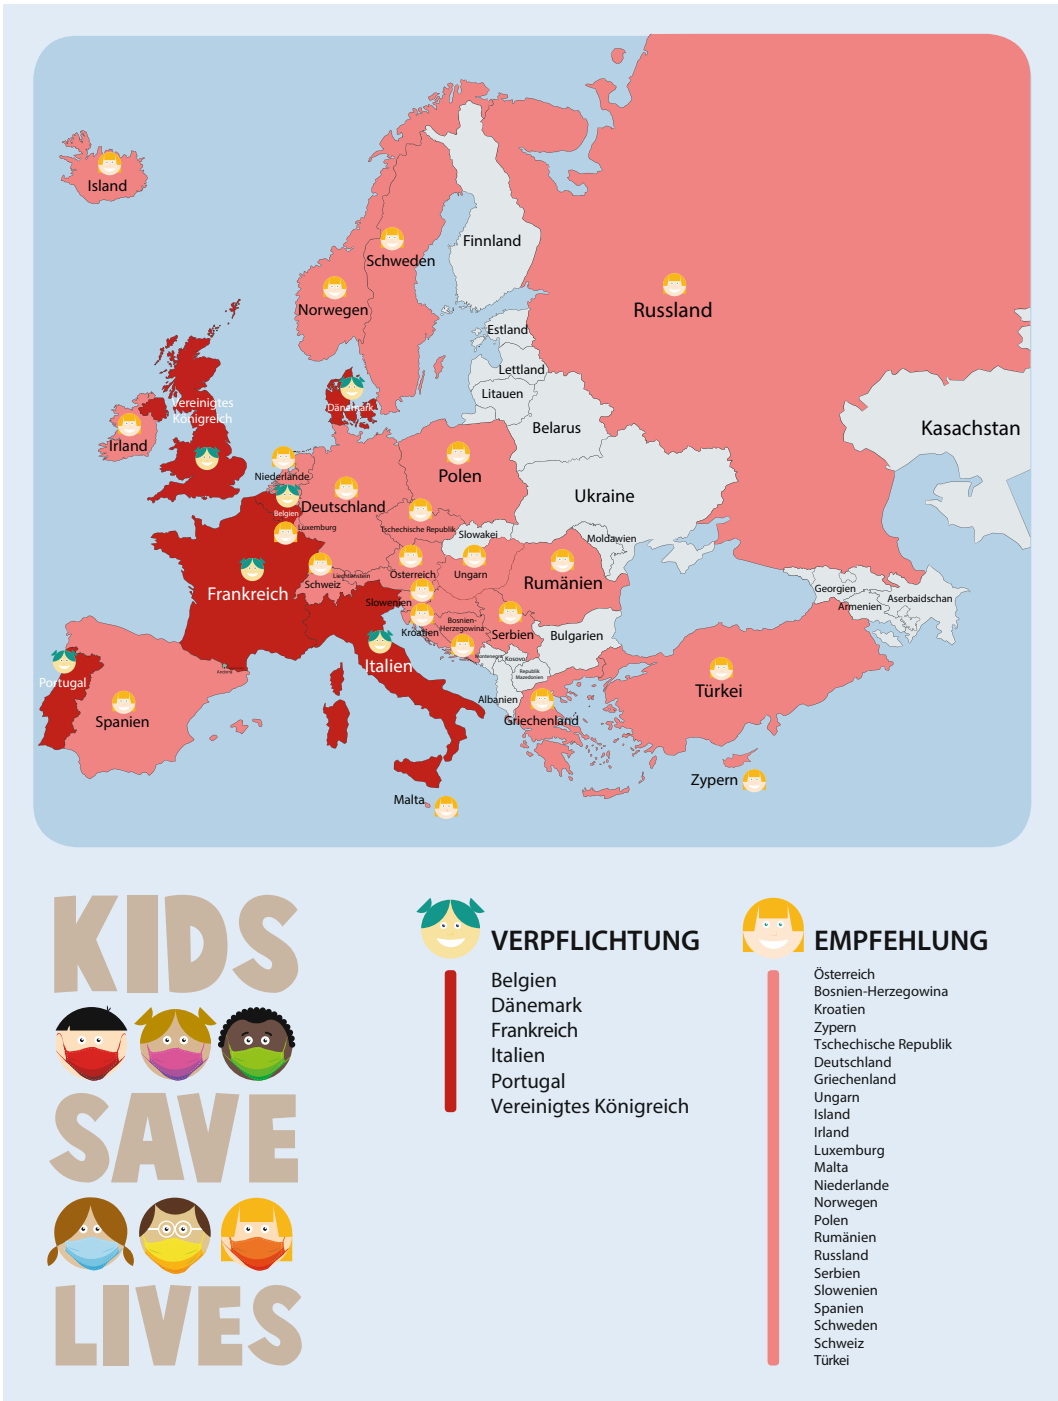 Island
Finnland
Schweden
Russland
Norwegen
Estland
Lettland
Litauen
Vereinigtes
Königreich
Dänemark
Belarus
Kasachstan
Irland
Niederlande
Polen
Deutschland
Ukraine
Belgien
Luxemburg
Tschechische Republik
Slowakei
Moldawien
Liechtenstein
Österreich
Ungarn
Schweiz
Rumänien
Frankreich
Georgien
Aserbaidschan
Armenien
Slowenien
Bosnien-
Herzegowina
Kroatien
Serbien
Bulgarien
Montenegro
Kosovo
Italien
Andorra
Republik
Mazedonien
Portugal
Türkei
Albanien
Spanien
Griechenland
Zypern
Malta
KIDS
SAVE
LIVES
VERPFLICHTUNG
Belgien
Dänemark
Frankreich
Italien
Portugal
Vereinigtes Königreich
EMPFEHLUNG
Österreich
Bosnien-Herzegowina
Kroatien
Zypern
Tschechische Republik
Deutschland
Griechenland
Ungarn
Island
Irland
Luxemburg
Malta
Niederlande
Norwegen
Polen
Rumänien
Russland
Serbien
Slowenien
Spanien
Schweden
Schweiz
Türkei